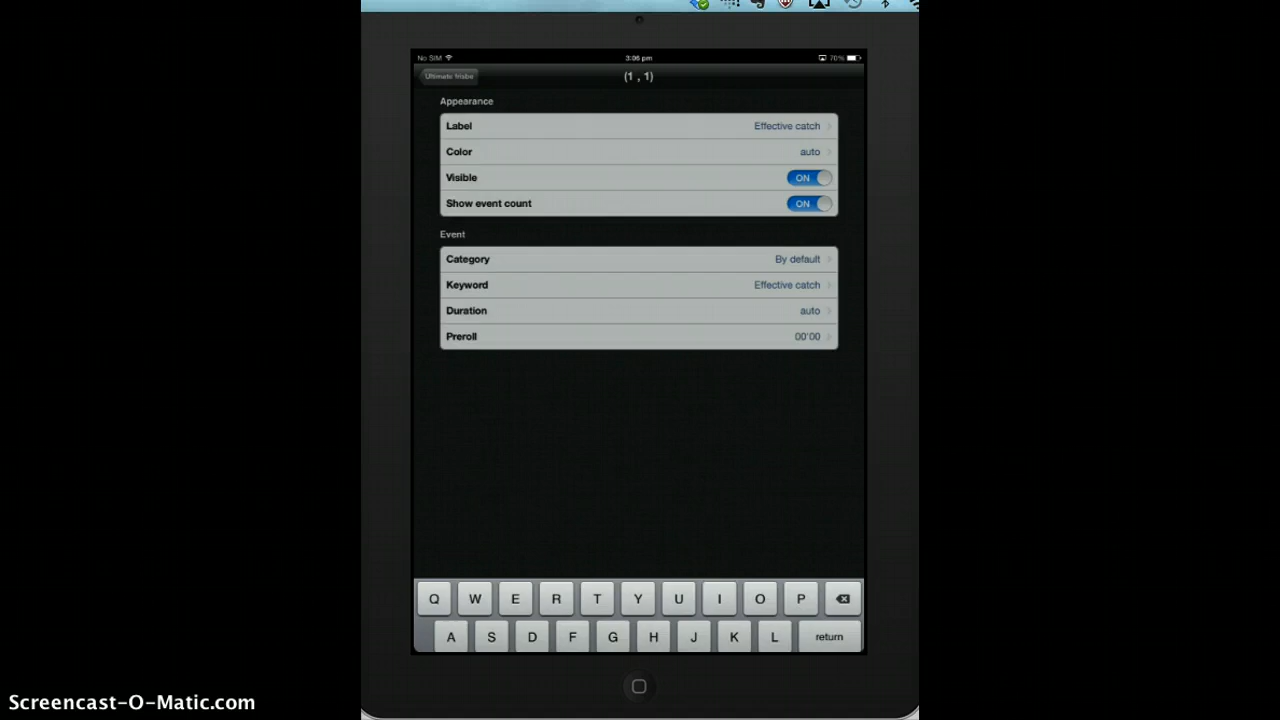 No SIM 3:06 pm 70%
Ultimate frisbe (1 , 1)
Appearance
Label Effective catch
Color auto
Visible ON
Show event count ON
Event
Category By default
Keyword Effective catch
Duration auto
Preroll 00'00
Q W E R T Y U I O P
A S D F G H J K L return
Screencast-O-Matic.com